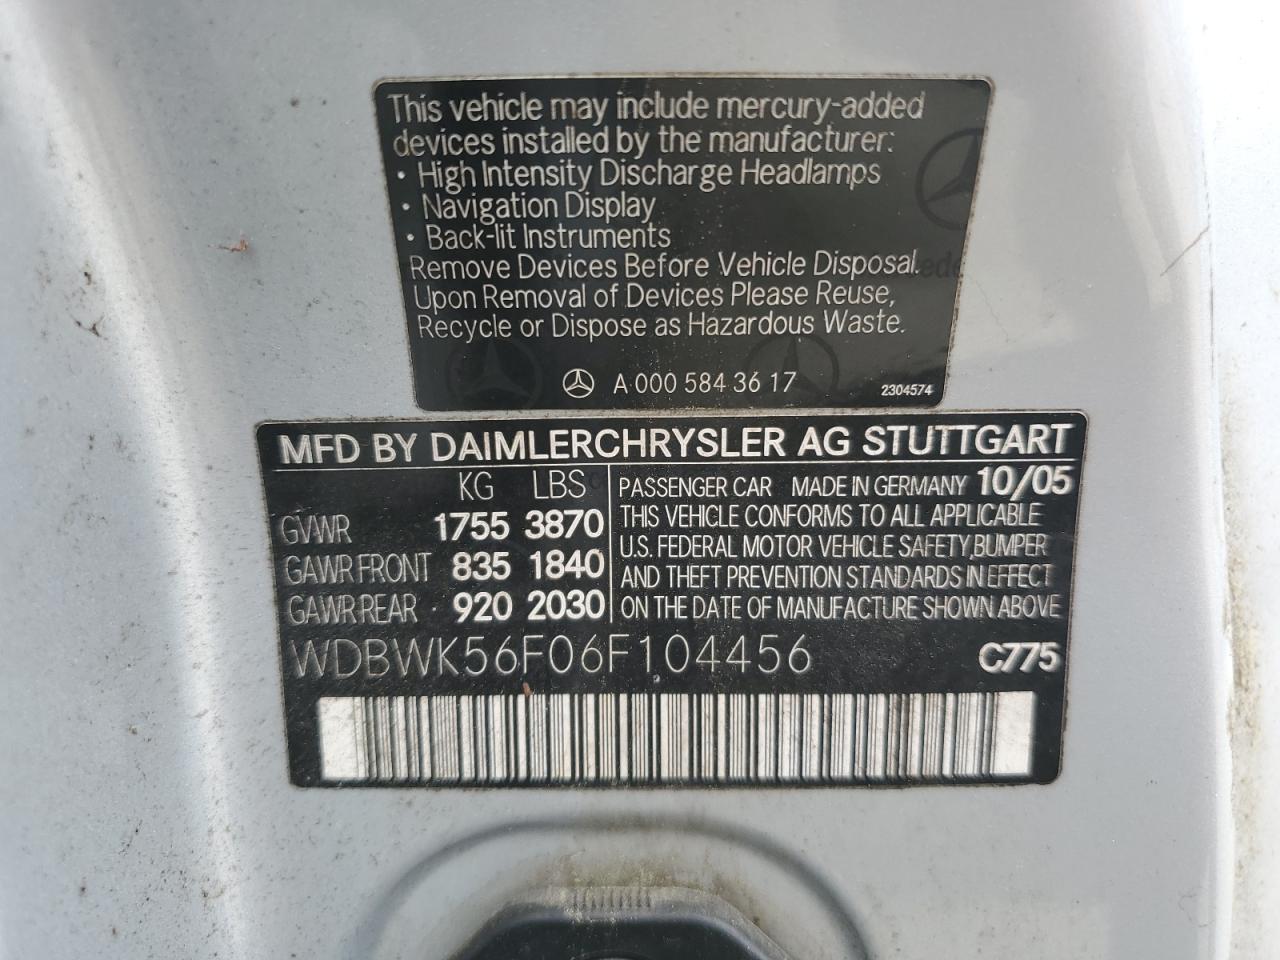 This vehicle may include mercury-added
devices installed by the manufacturer:
• High Intensity Discharge Headlamps
• Navigation Display
• Back-lit Instruments
Remove Devices Before Vehicle Disposal.
Upon Removal of Devices Please Reuse,
Recycle or Dispose as Hazardous Waste.
A 000 584 36 17
2304574
MFD BY DAIMLERCHRYSLER AG STUTTGART
KG LBS
GVWR 1755 3870
GAWR FRONT 835 1840
GAWR REAR 920 2030
PASSENGER CAR MADE IN GERMANY 10/05
THIS VEHICLE CONFORMS TO ALL APPLICABLE
U.S. FEDERAL MOTOR VEHICLE SAFETY, BUMPER
AND THEFT PREVENTION STANDARDS IN EFFECT
ON THE DATE OF MANUFACTURE SHOWN ABOVE
WDBWK56F06F104456
C775